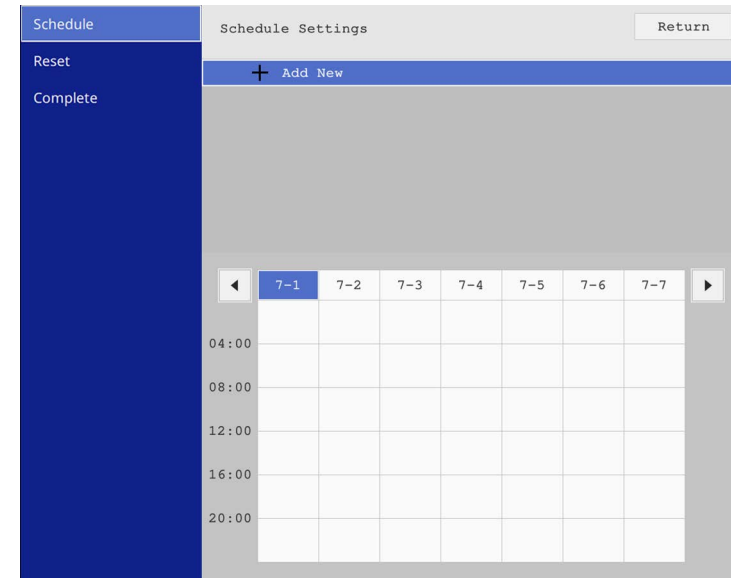 Schedule
Reset
Complete
Schedule Settings
Return
+ Add New
7-1 7-2 7-3 7-4 7-5 7-6 7-7
04:00
08:00
12:00
16:00
20:00